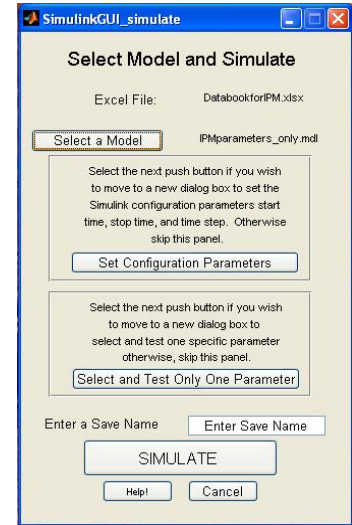 SimulinkGUI_simulate
Select Model and Simulate
Excel File: DatabookforIPM.xlsx
Select a Model IPMparameters_only.mdl
Select the next push button if you wish
to move to a new dialog box to set the
Simulink configuration parameters start
time, stop time, and time step. Otherwise
skip this panel.
Set Configuration Parameters
Select the next push button if you wish
to move to a new dialog box to
select and test one specific parameter
otherwise, skip this panel.
Select and Test Only One Parameter
Enter a Save Name Enter Save Name
SIMULATE
Help! Cancel